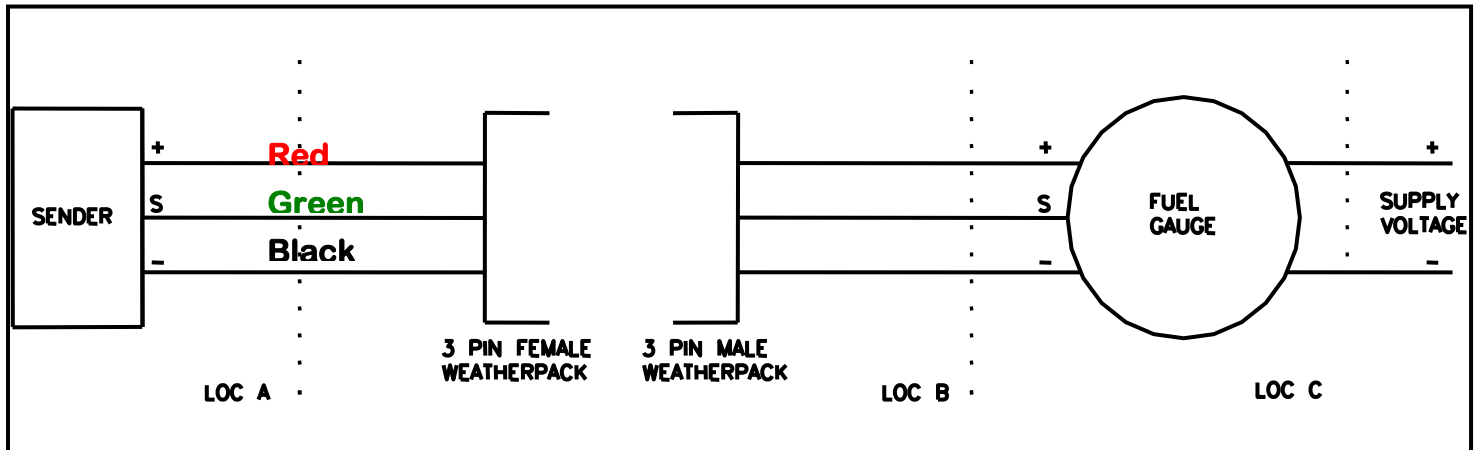 + Red + +
SENDER S Green S FUEL GAUGE SUPPLY VOLTAGE
- Black - -
3 PIN FEMALE WEATHERPACK
3 PIN MALE WEATHERPACK
LOC A
LOC B
LOC C